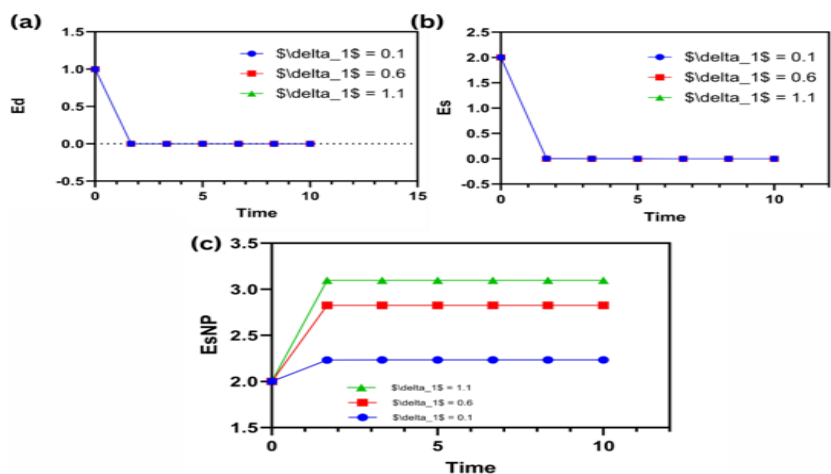 (a)
1.5
1.0
0.5
0.0
-0.5
Ed
0
5
10
15
Time
$\delta_1$ = 0.1
$\delta_1$ = 0.6
$\delta_1$ = 1.1
(b)
2.5
2.0
1.5
1.0
0.5
0.0
-0.5
Es
0
5
10
Time
$\delta_1$ = 0.1
$\delta_1$ = 0.6
$\delta_1$ = 1.1
(c)
3.5
3.0
2.5
2.0
1.5
EsNP
0
5
10
Time
$\delta_1$ = 1.1
$\delta_1$ = 0.6
$\delta_1$ = 0.1